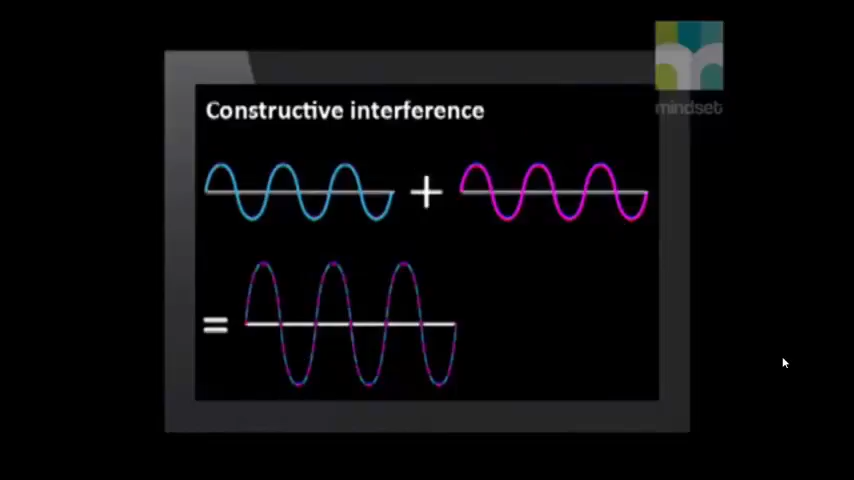 mindset
Constructive interference
+
=